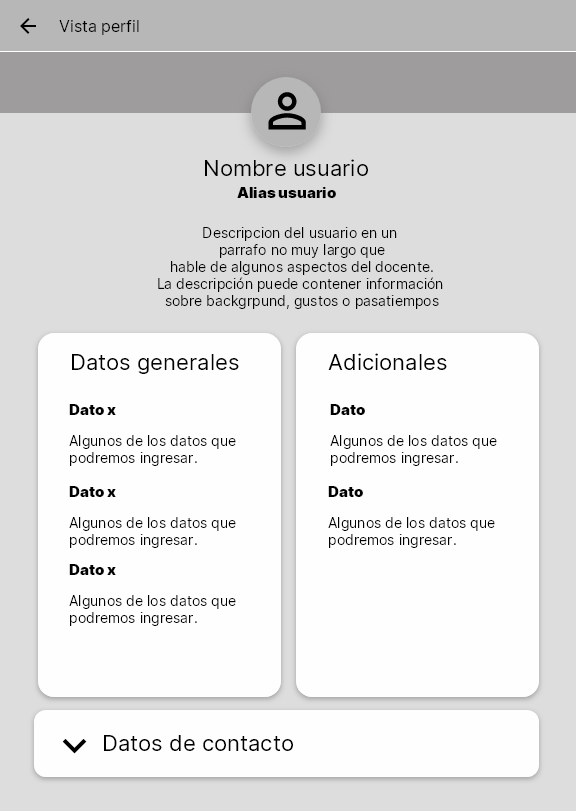 Vista perfil
Nombre usuario
Alias usuario
Descripcion del usuario en un
parrafo no muy largo que
hable de algunos aspectos del docente.
La descripción puede contener información
sobre backgrpund, gustos o pasatiempos
Datos generales
Dato x
Algunos de los datos que
podremos ingresar.
Dato x
Algunos de los datos que
podremos ingresar.
Dato x
Algunos de los datos que
podremos ingresar.
Adicionales
Dato
Algunos de los datos que
podremos ingresar.
Dato
Algunos de los datos que
podremos ingresar.
Datos de contacto